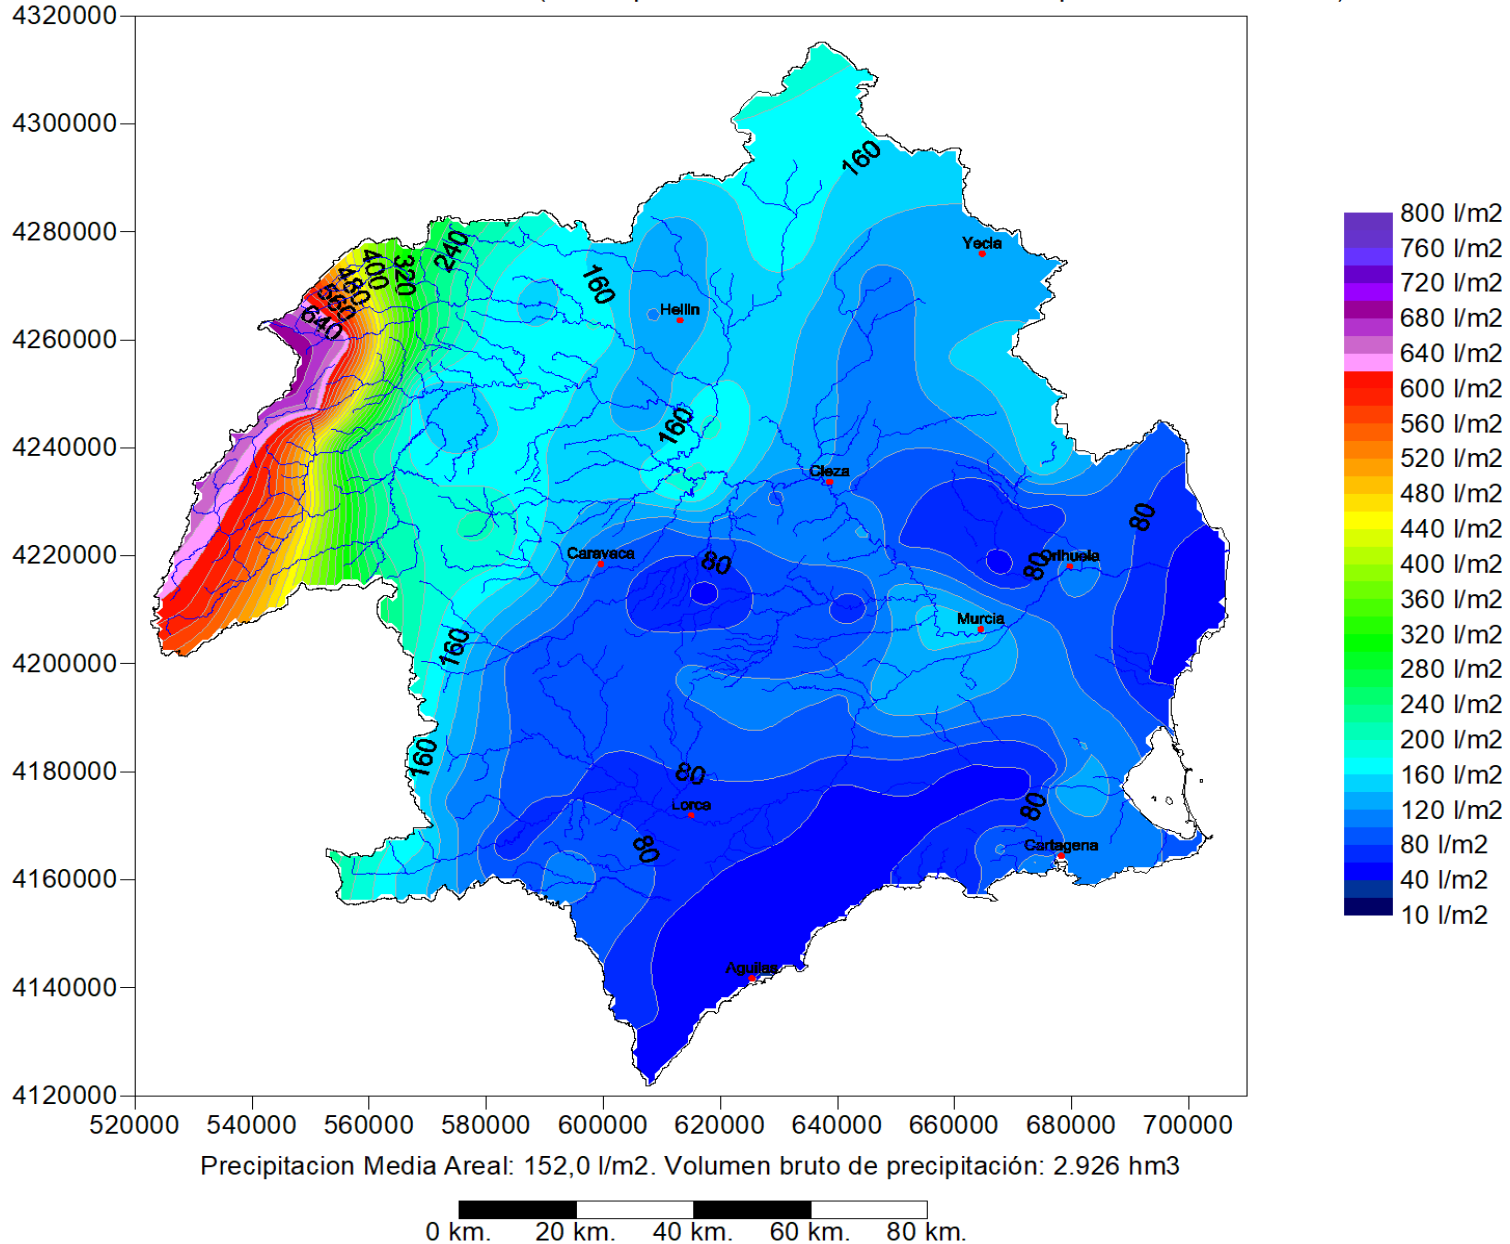 4320000
4300000
160
4280000
240
Yecla
400
320
480
160
560
Hellin
640
4260000
160
4240000
Cieza
80
4220000
Caravaca
80
80
Orihuela
Murcia
160
4200000
160
4180000
80
Lorca
80
80
Cartagena
4160000
Aguilas
4140000
4120000
520000 540000 560000 580000 600000 620000 640000 660000 680000 700000
800 l/m2
760 l/m2
720 l/m2
680 l/m2
640 l/m2
600 l/m2
560 l/m2
520 l/m2
480 l/m2
440 l/m2
400 l/m2
360 l/m2
320 l/m2
280 l/m2
240 l/m2
200 l/m2
160 l/m2
120 l/m2
80 l/m2
40 l/m2
10 l/m2
Precipitacion Media Areal: 152,0 l/m2. Volumen bruto de precipitación: 2.926 hm3
0 km. 20 km. 40 km. 60 km. 80 km.